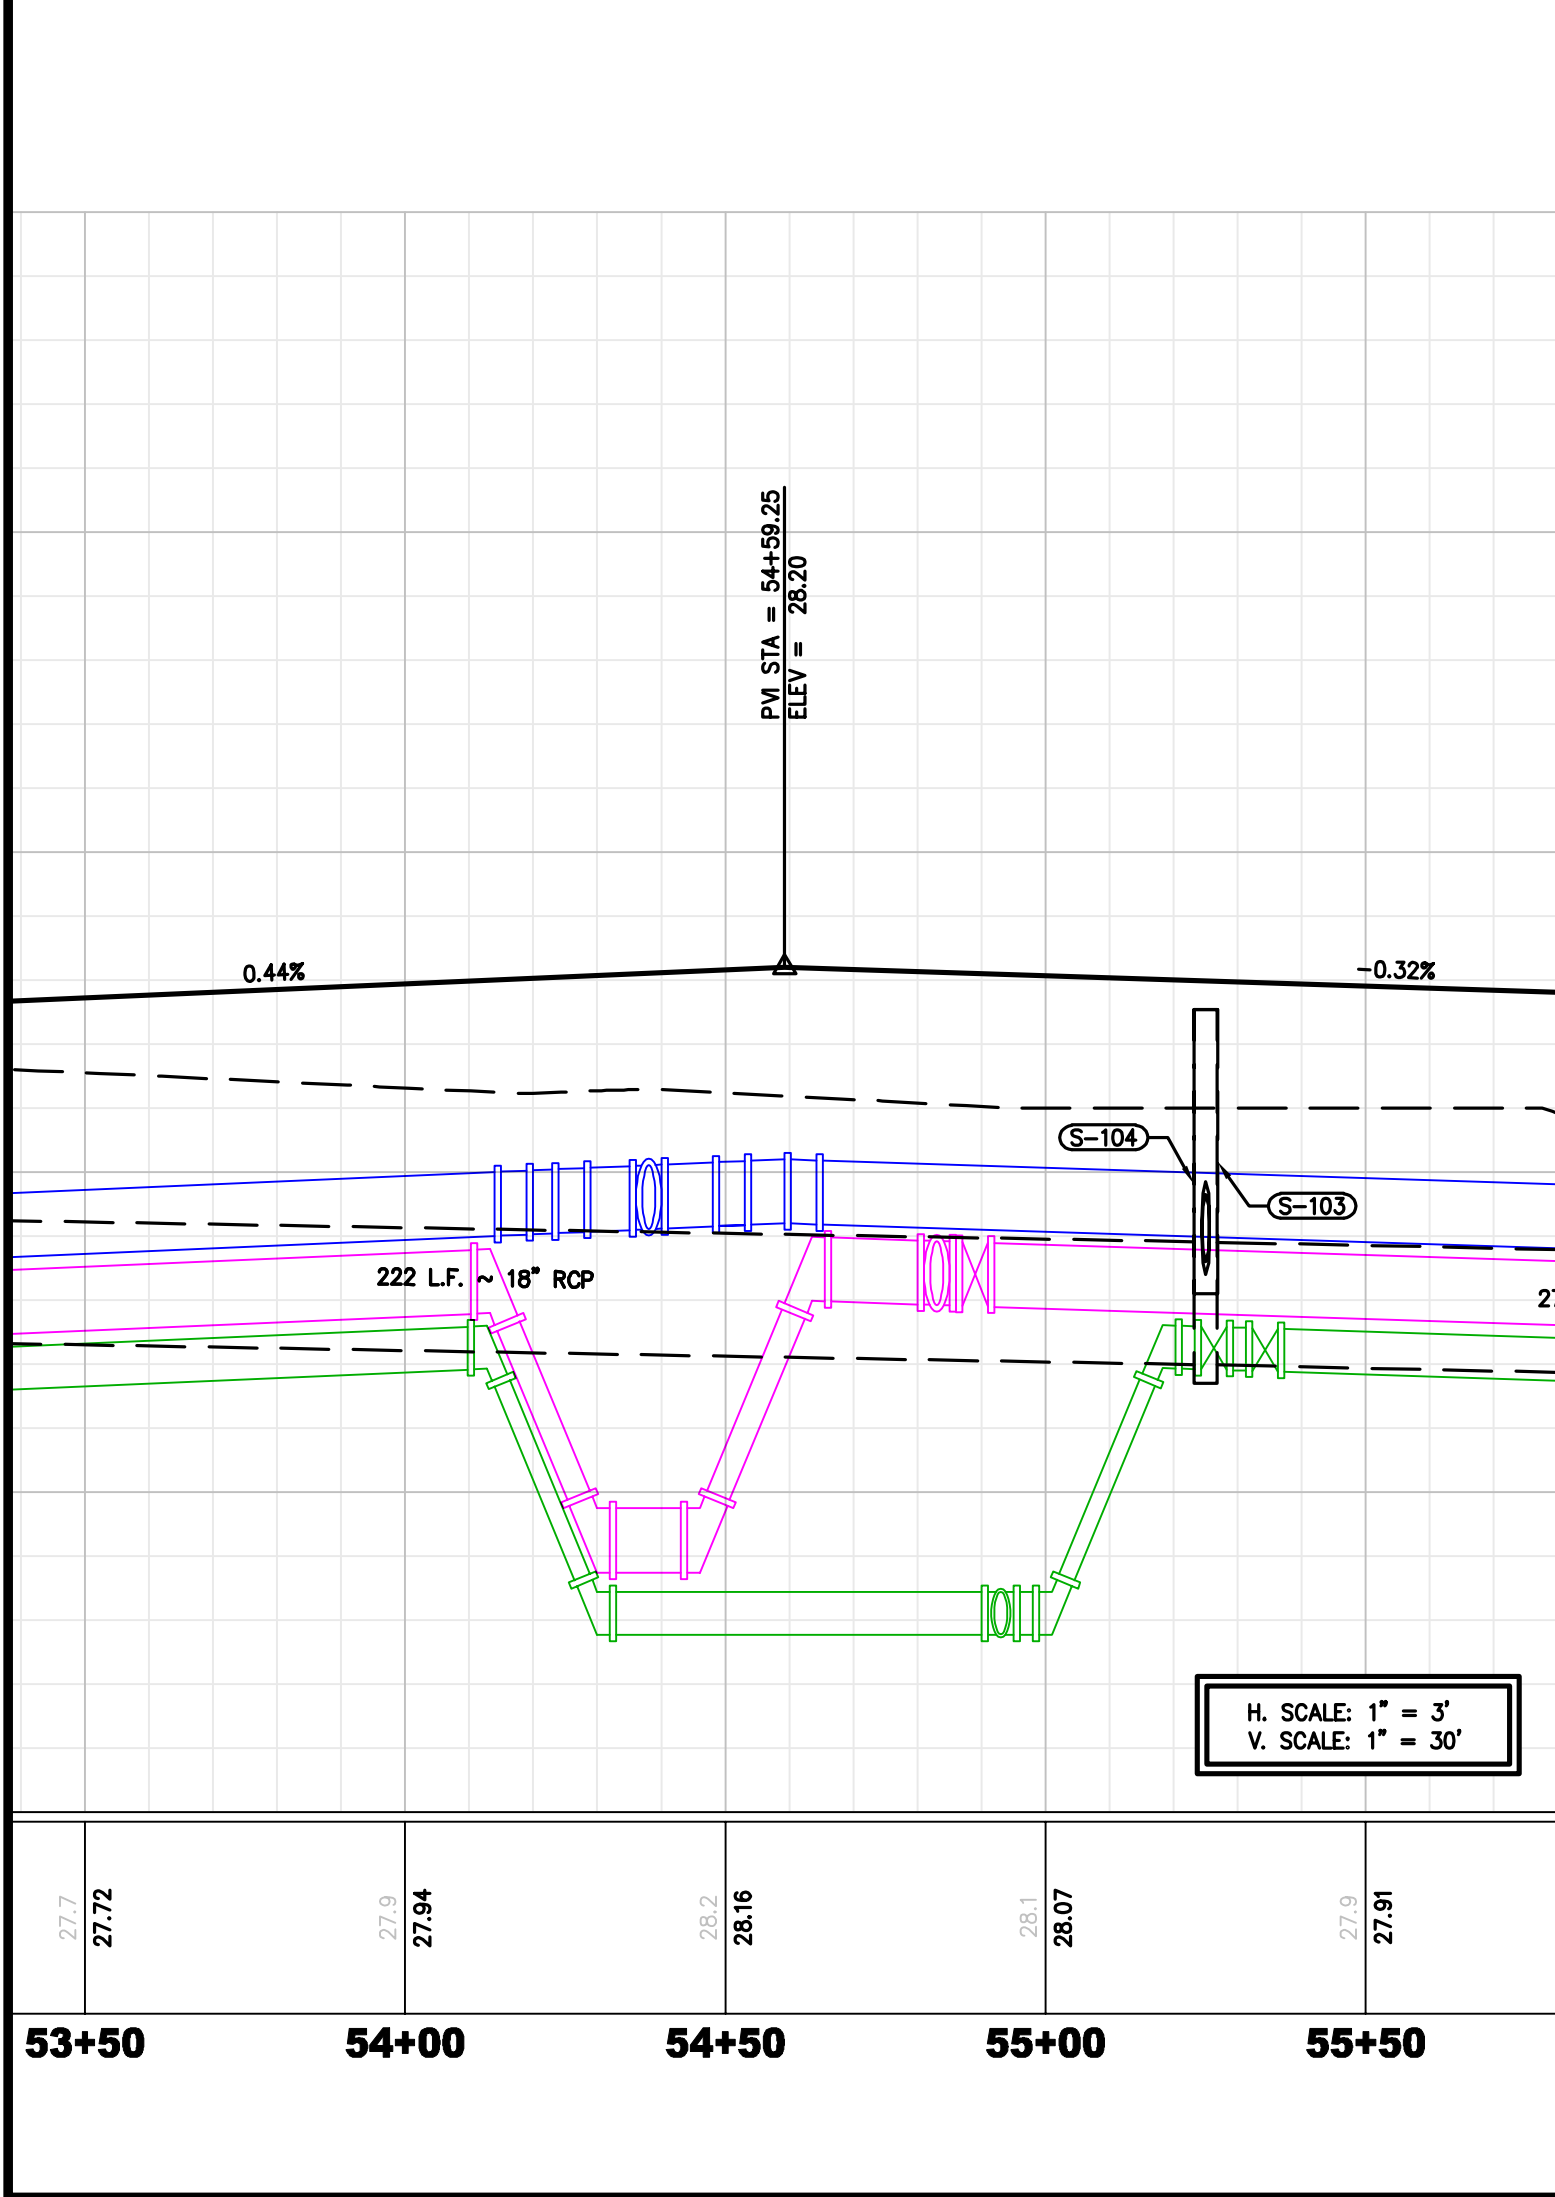 PVI STA = 54+59.25
ELEV = 28.20
0.44%
-0.32%
S-104
S-103
222 L.F. ~ 18" RCP
27
H. SCALE: 1" = 3'
V. SCALE: 1" = 30'
27.7
27.72
27.9
27.94
28.2
28.16
28.1
28.07
27.9
27.91
53+50
54+00
54+50
55+00
55+50